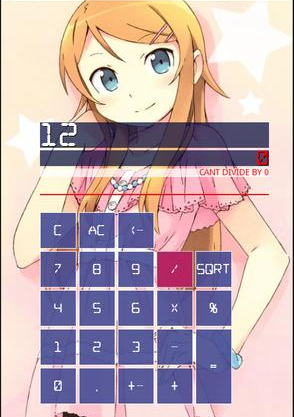 12
0
CANT DIVIDE BY 0
C AC <-
7 8 9 / SQRT
4 5 6 X %
1 2 3 -
=
0 . +- +